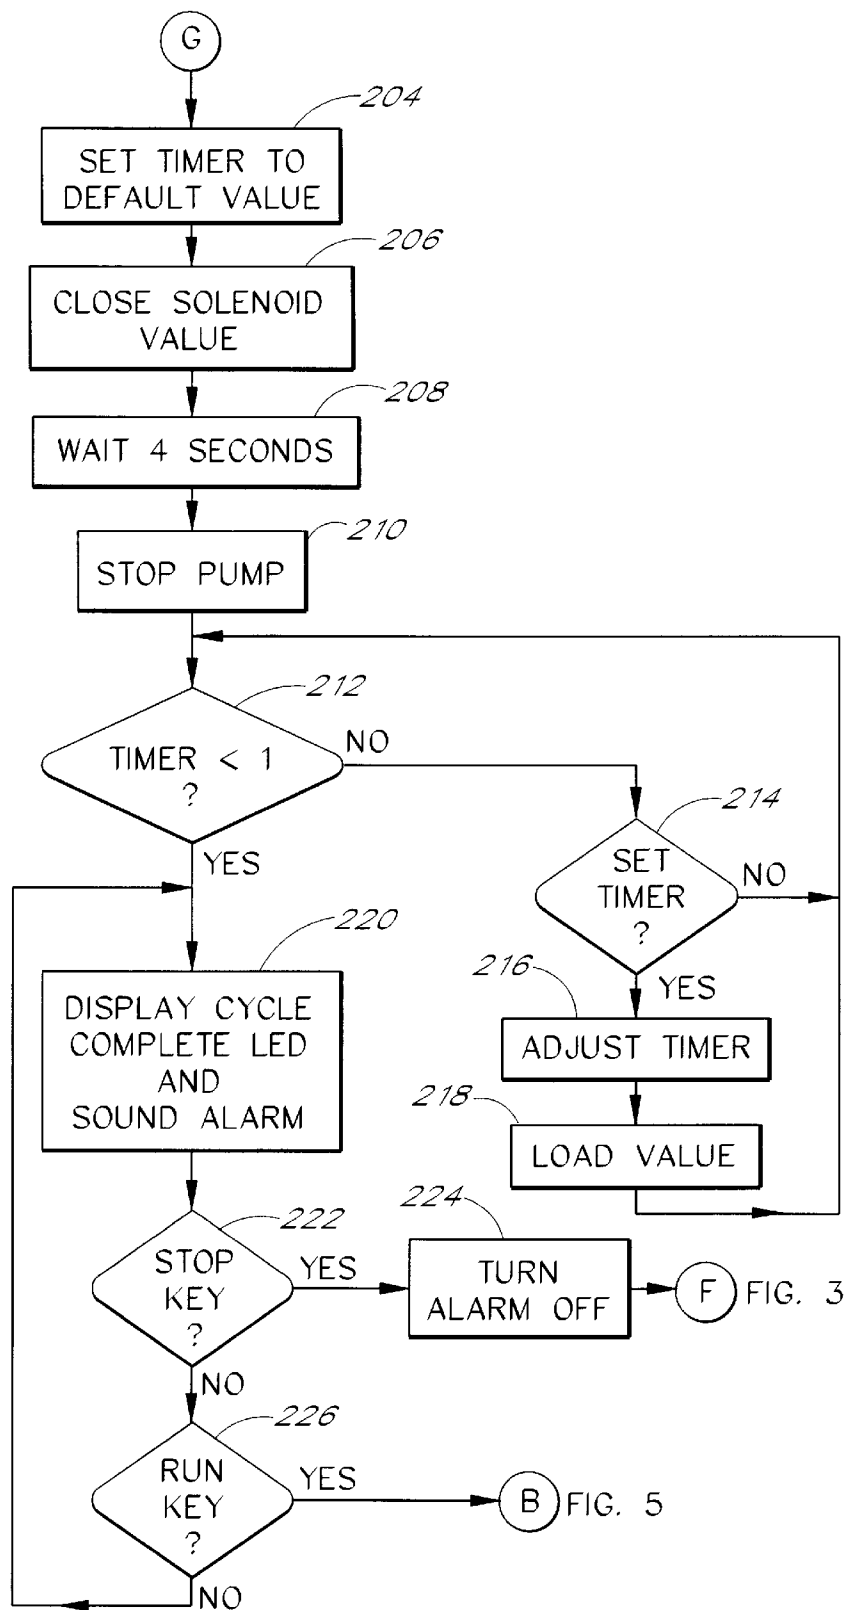 G
204
SET TIMER TO
DEFAULT VALUE
206
CLOSE SOLENOID
VALUE
208
WAIT 4 SECONDS
210
STOP PUMP
212
TIMER < 1
?
NO
YES
214
SET
TIMER
?
NO
YES
216
ADJUST TIMER
218
LOAD VALUE
220
DISPLAY CYCLE
COMPLETE LED
AND
SOUND ALARM
222
STOP
KEY
?
YES
NO
224
TURN
ALARM OFF
F FIG. 3
226
RUN
KEY
?
YES
NO
B FIG. 5